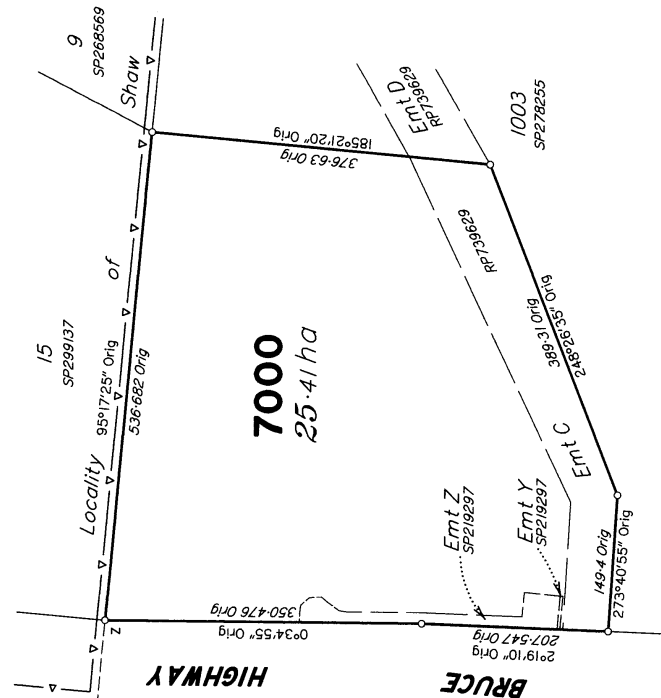 9
SP268569
Shaw
of
Locality
15
SP299137
95°17'25" Orig
536·682 Orig
185°21'20" Orig
376·63 Orig
Emt D
RP739629
1003
SP278255
RP739629
7000
25·41ha
389·31 Orig
248°26'35" Orig
Emt C
Emt Z
SP219297
Emt Y
SP219297
149·4 Orig
273°40'55" Orig
350·476 Orig
0°34'55" Orig
207·547 Orig
2°19'10" Orig
Z
BRUCE
HIGHWAY